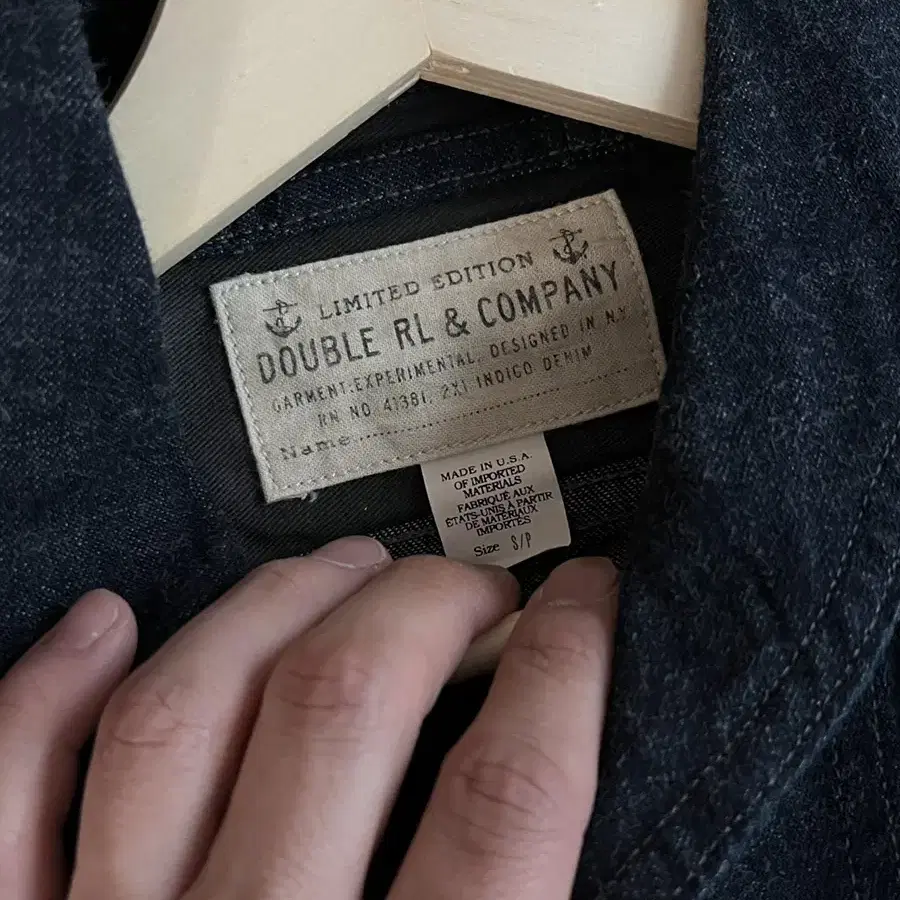 LIMITED EDITION
DOUBLE RL & COMPANY
GARMENT:EXPERIMENTAL. DESIGNED IN N.Y.
RN NO. 41381, 2X1 INDIGO DENIM
Name
MADE IN U.S.A.
OF IMPORTED
MATERIALS
FABRIQUÉ AUX
ÉTATS-UNIS À PARTIR
DE MATÉRIAUX
IMPORTÉS
Size S/P